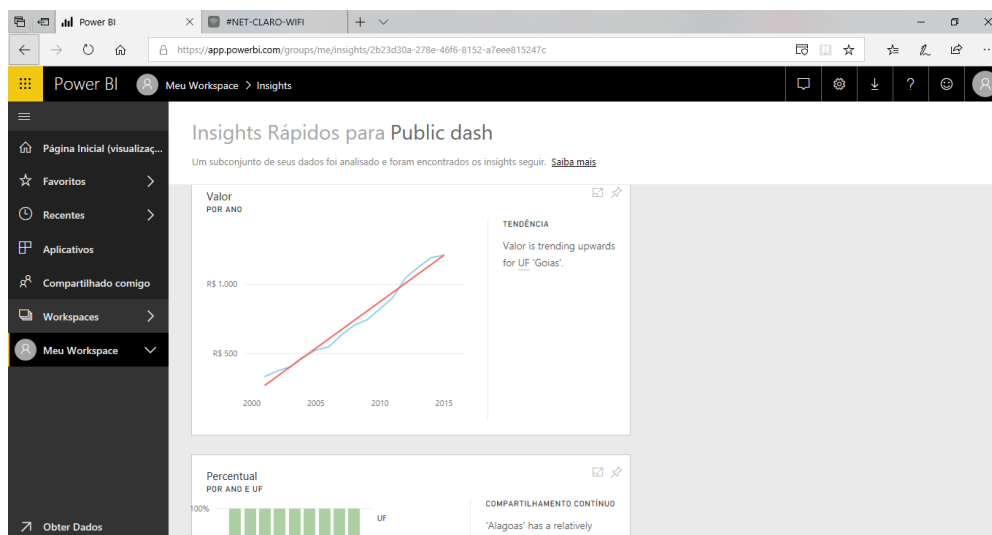 Power BI
#NET-CLARO-WIFI
https://app.powerbi.com/groups/me/insights/2b23d30a-278e-46f6-8152-a7eee815247c
Power BI
Meu Workspace > Insights
Insights Rápidos para Public dash
Um subconjunto de seus dados foi analisado e foram encontrados os insights seguir. Saiba mais
Página Inicial (visualizaç...
Favoritos
Recentes
Aplicativos
Compartilhado comigo
Workspaces
Meu Workspace
Obter Dados
Valor
POR ANO
R$ 1.000
R$ 500
2000
2005
2010
2015
TENDÊNCIA
Valor is trending upwards
for UF 'Goias'.
Percentual
POR ANO E UF
100%
UF
COMPARTILHAMENTO CONTÍNUO
'Alagoas' has a relatively